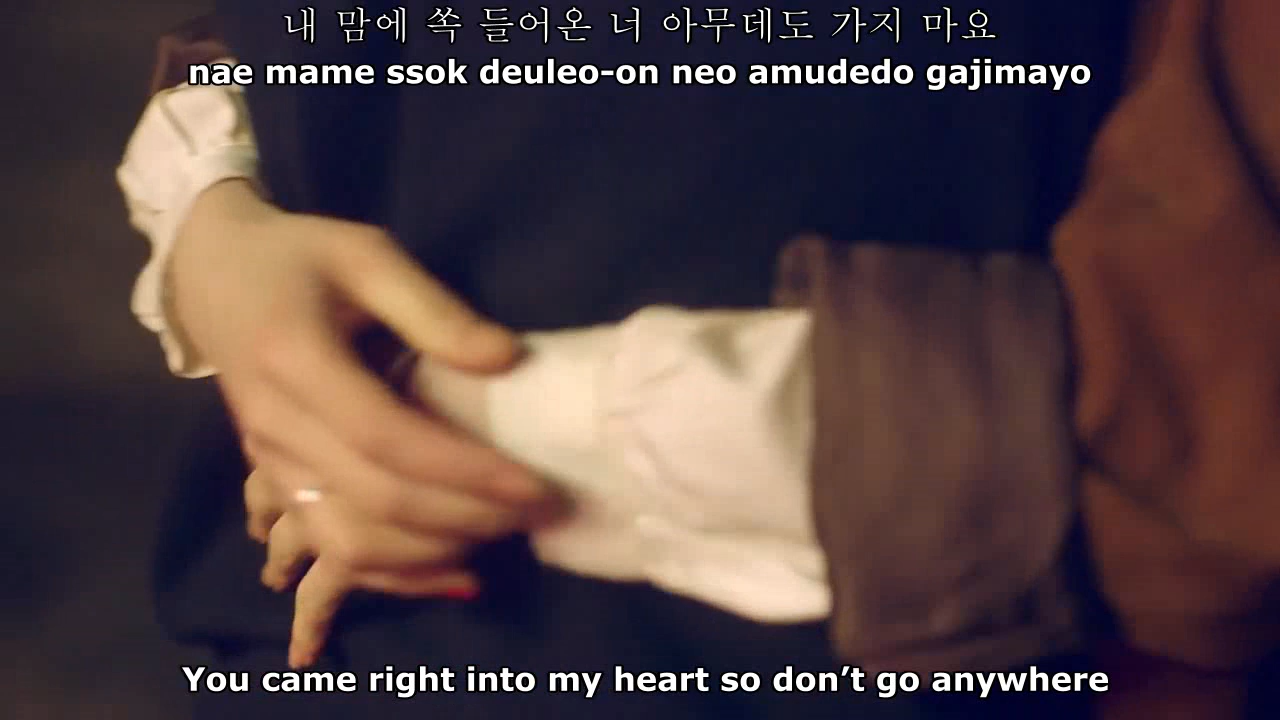 내 맘에 쏙 들어온 너 아무데도 가지 마요
nae mame ssok deuleo-on neo amudedo gajimayo
You came right into my heart so don’t go anywhere